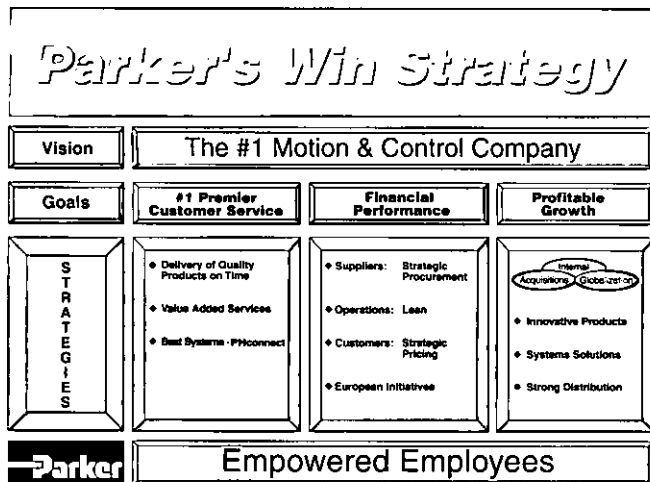 Parker's Win Strategy
Vision
The #1 Motion & Control Company
Goals
#1 Premier
Customer Service
Financial
Performance
Profitable
Growth
STRATEGIES
◆ Delivery of Quality
Products on Time
◆ Value Added Services
◆ Best Systems - PHconnect
◆ Suppliers: Strategic
Procurement
◆ Operations: Lean
◆ Customers: Strategic
Pricing
◆ European Initiatives
Internal
Acquisitions Globalization
◆ Innovative Products
◆ Systems Solutions
◆ Strong Distribution
Parker
Empowered Employees